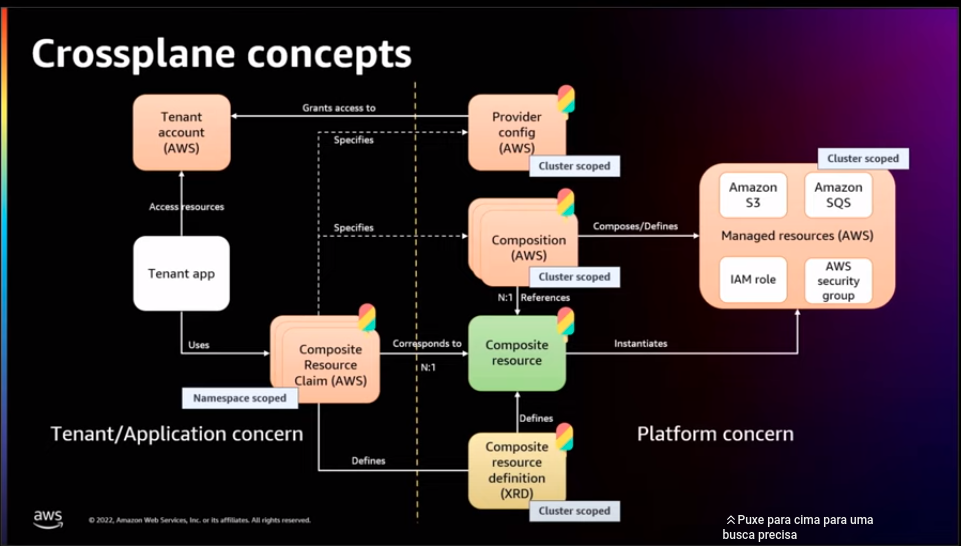 Crossplane concepts
Tenant
account
(AWS)
Grants access to
Provider
config
(AWS)
Cluster scoped
Specifies
Cluster scoped
Amazon
S3
Amazon
SQS
Managed resources (AWS)
IAM role
AWS
security
group
Access resources
Specifies
Composition
(AWS)
Cluster scoped
Composes/Defines
Tenant app
N:1
References
Uses
Composite
Resource
Claim (AWS)
Namespace scoped
Corresponds to
N:1
Composite
resource
Instantiates
Tenant/Application concern
Defines
Platform concern
Defines
Composite
resource
definition
(XRD)
Cluster scoped
aws
© 2022, Amazon Web Services, Inc. or its affiliates. All rights reserved.
Puxe para cima para uma
busca precisa